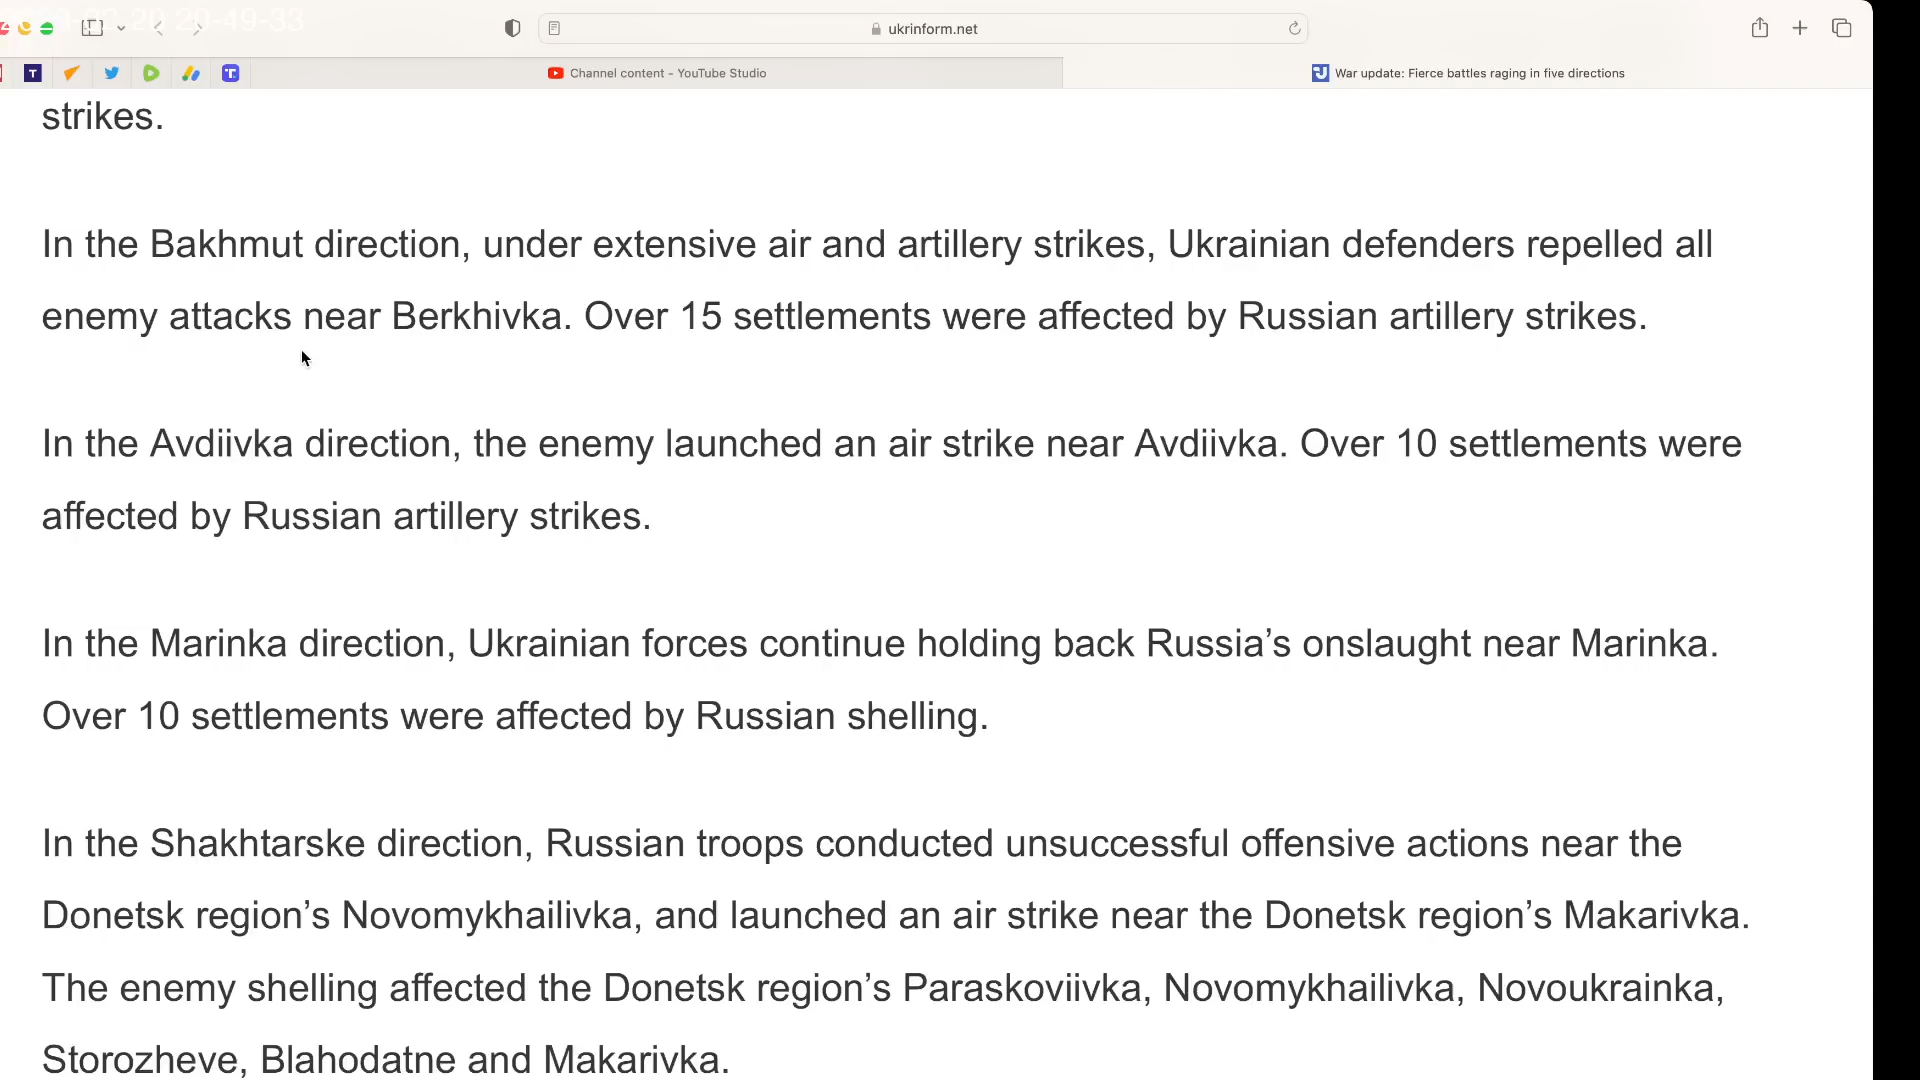 20-49-33
ukrinform.net
Channel content - YouTube Studio
War update: Fierce battles raging in five directions
strikes.
In the Bakhmut direction, under extensive air and artillery strikes, Ukrainian defenders repelled all
enemy attacks near Berkhivka. Over 15 settlements were affected by Russian artillery strikes.
In the Avdiivka direction, the enemy launched an air strike near Avdiivka. Over 10 settlements were
affected by Russian artillery strikes.
In the Marinka direction, Ukrainian forces continue holding back Russia’s onslaught near Marinka.
Over 10 settlements were affected by Russian shelling.
In the Shakhtarske direction, Russian troops conducted unsuccessful offensive actions near the
Donetsk region’s Novomykhailivka, and launched an air strike near the Donetsk region’s Makarivka.
The enemy shelling affected the Donetsk region’s Paraskoviivka, Novomykhailivka, Novoukrainka,
Storozheve, Blahodatne and Makarivka.